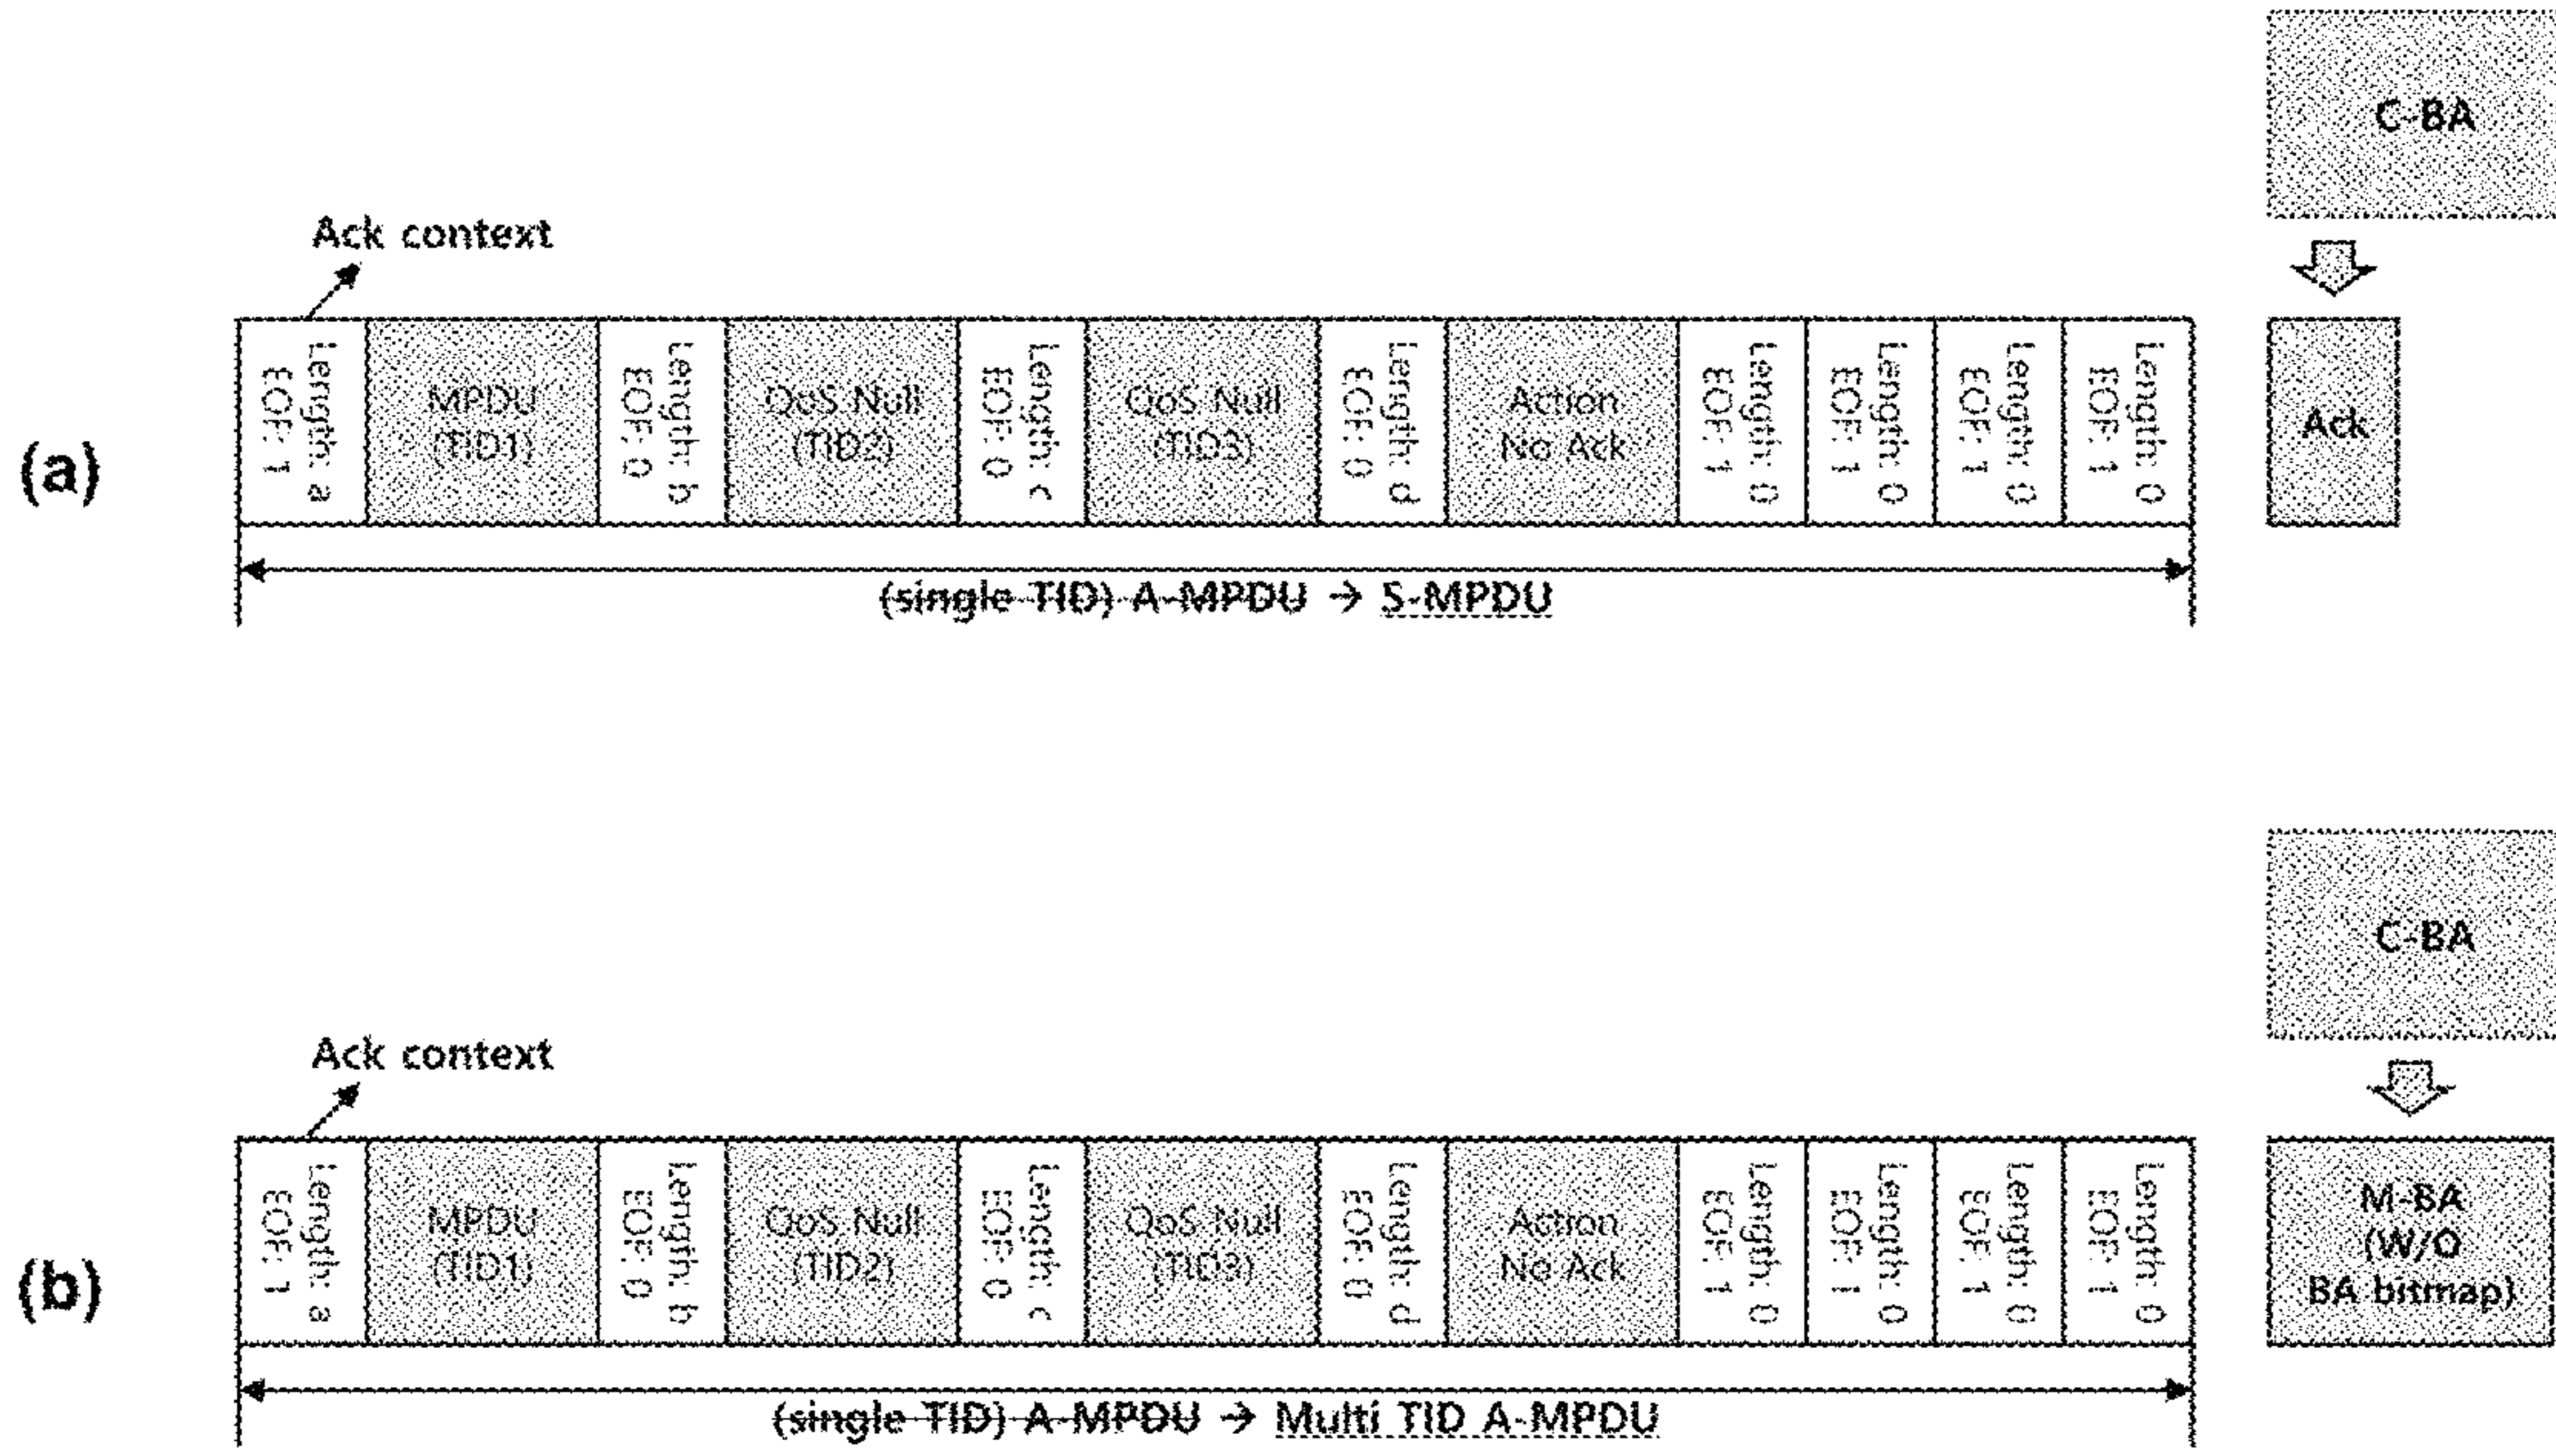 C-BA
Ack context
(a)
Length: a
EOF: 1
MPDU
(TID1)
Length: b
EOF: 0
QoS Null
(TID2)
Length: c
EOF: 0
QoS Null
(TID3)
Length: d
EOF: 0
Action
No Ack
Length: 0
EOF: 1
Length: 0
EOF: 1
Length: 0
EOF: 1
Length: 0
EOF: 1
Ack
(single TID) A-MPDU → S-MPDU
C-BA
Ack context
(b)
Length: a
EOF: 1
MPDU
(TID1)
Length: b
EOF: 0
QoS Null
(TID2)
Length: c
EOF: 0
QoS Null
(TID3)
Length: d
EOF: 0
Action
No Ack
Length: 0
EOF: 1
Length: 0
EOF: 1
Length: 0
EOF: 1
Length: 0
EOF: 1
M-BA
(W/O
BA bitmap)
(single TID) A-MPDU → Multi TID A-MPDU